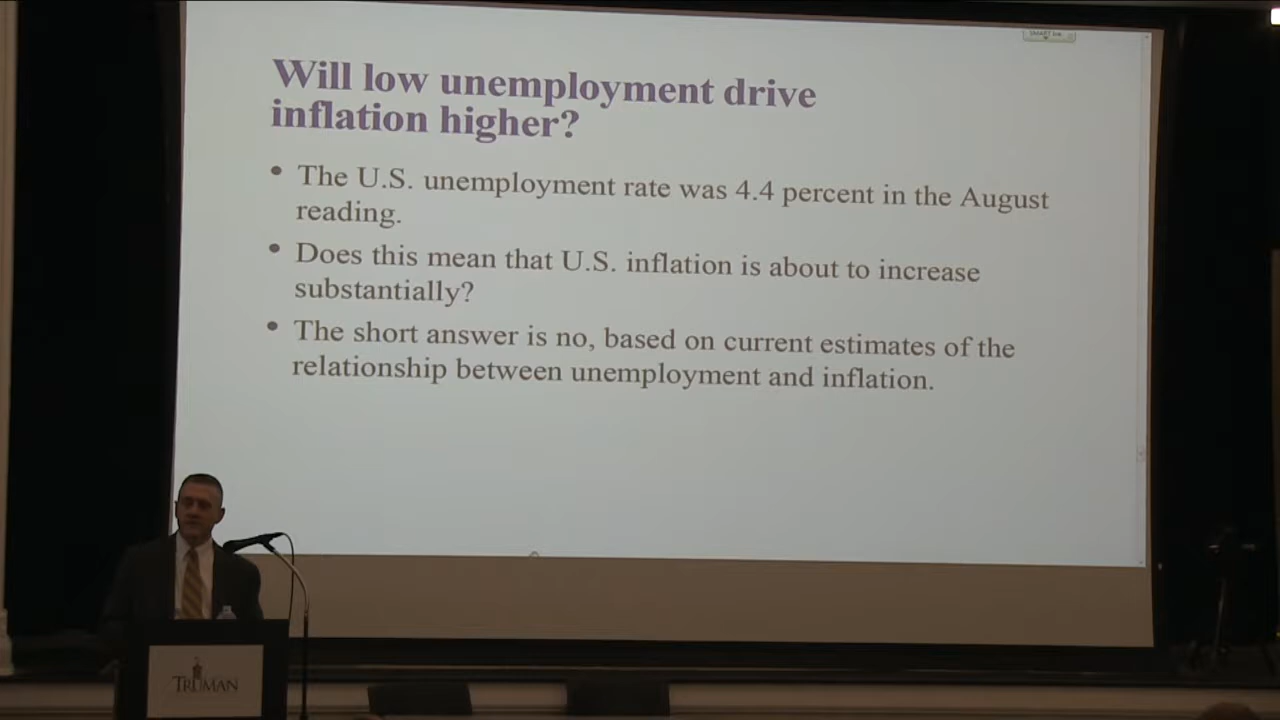 Will low unemployment drive
inflation higher?
• The U.S. unemployment rate was 4.4 percent in the August
reading.
• Does this mean that U.S. inflation is about to increase
substantially?
• The short answer is no, based on current estimates of the
relationship between unemployment and inflation.
TRUMAN